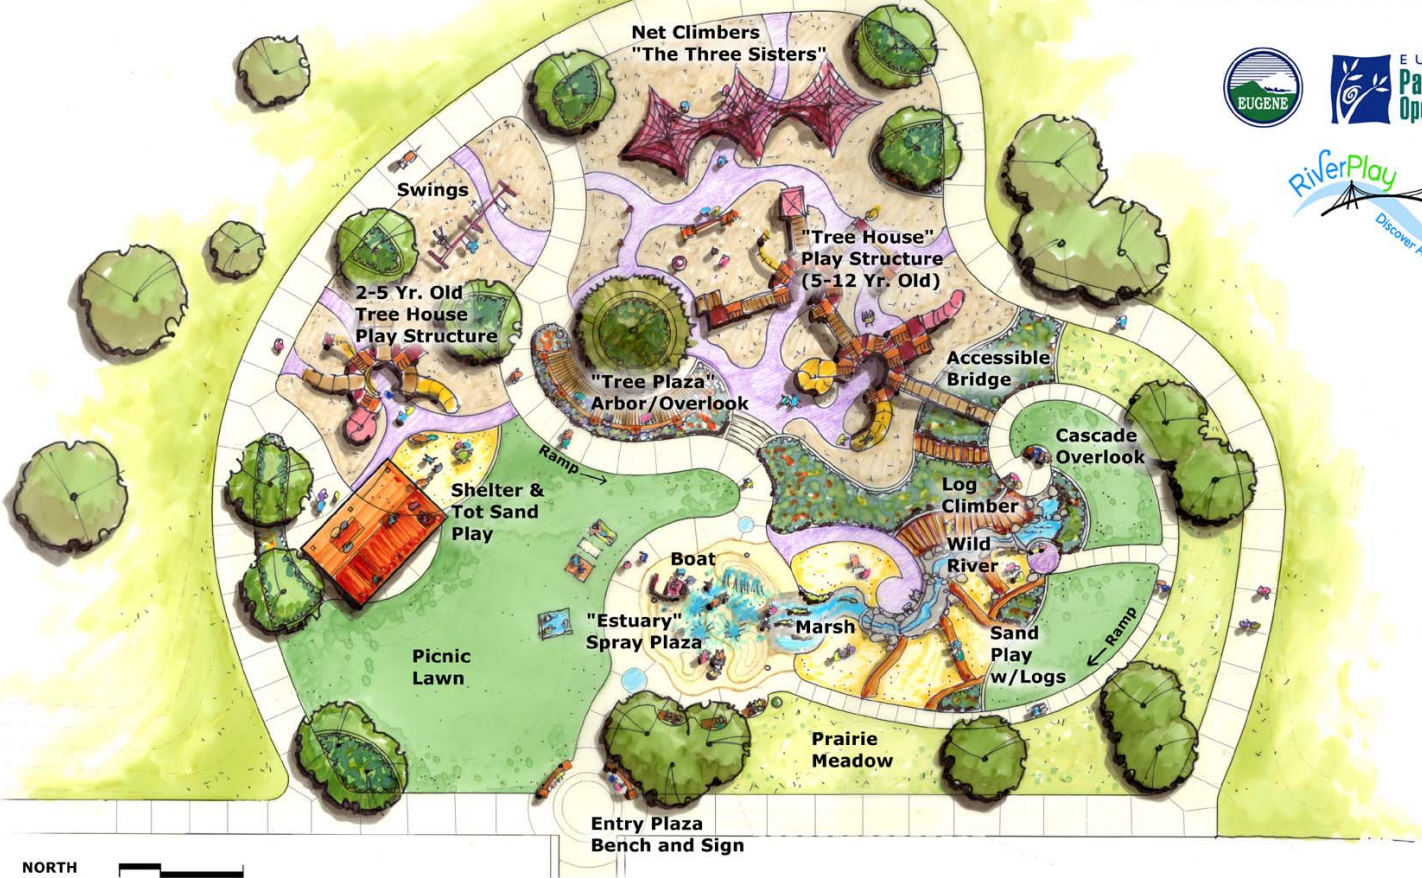 Net Climbers
"The Three Sisters"
EUGENE
RiverPlay
Discover
Swings
"Tree House"
Play Structure
(5-12 Yr. Old)
2-5 Yr. Old
Tree House
Play Structure
Accessible
Bridge
"Tree Plaza"
Arbor/Overlook
Cascade
Overlook
Ramp
Shelter &
Tot Sand
Play
Log
Climber
Wild
River
Boat
"Estuary"
Spray Plaza
Marsh
Sand
Play
w/Logs
Ramp
Picnic
Lawn
Prairie
Meadow
Entry Plaza
Bench and Sign
NORTH